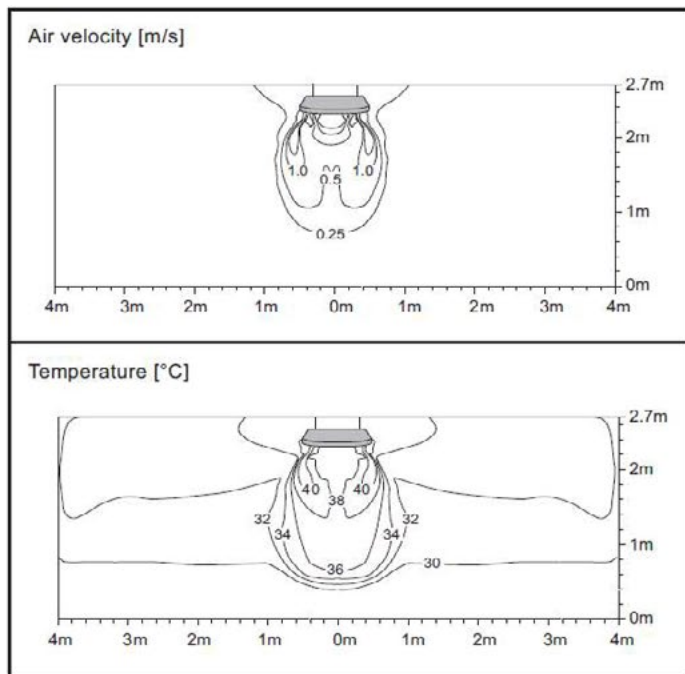 Air velocity [m/s]
2.7m
2m
1.0 1.0
0.5
1m
0.25
0m
4m 3m 2m 1m 0m 1m 2m 3m 4m
Temperature [°C]
2.7m
2m
40 40
38
32 32
34 34
1m
36 30
0m
4m 3m 2m 1m 0m 1m 2m 3m 4m